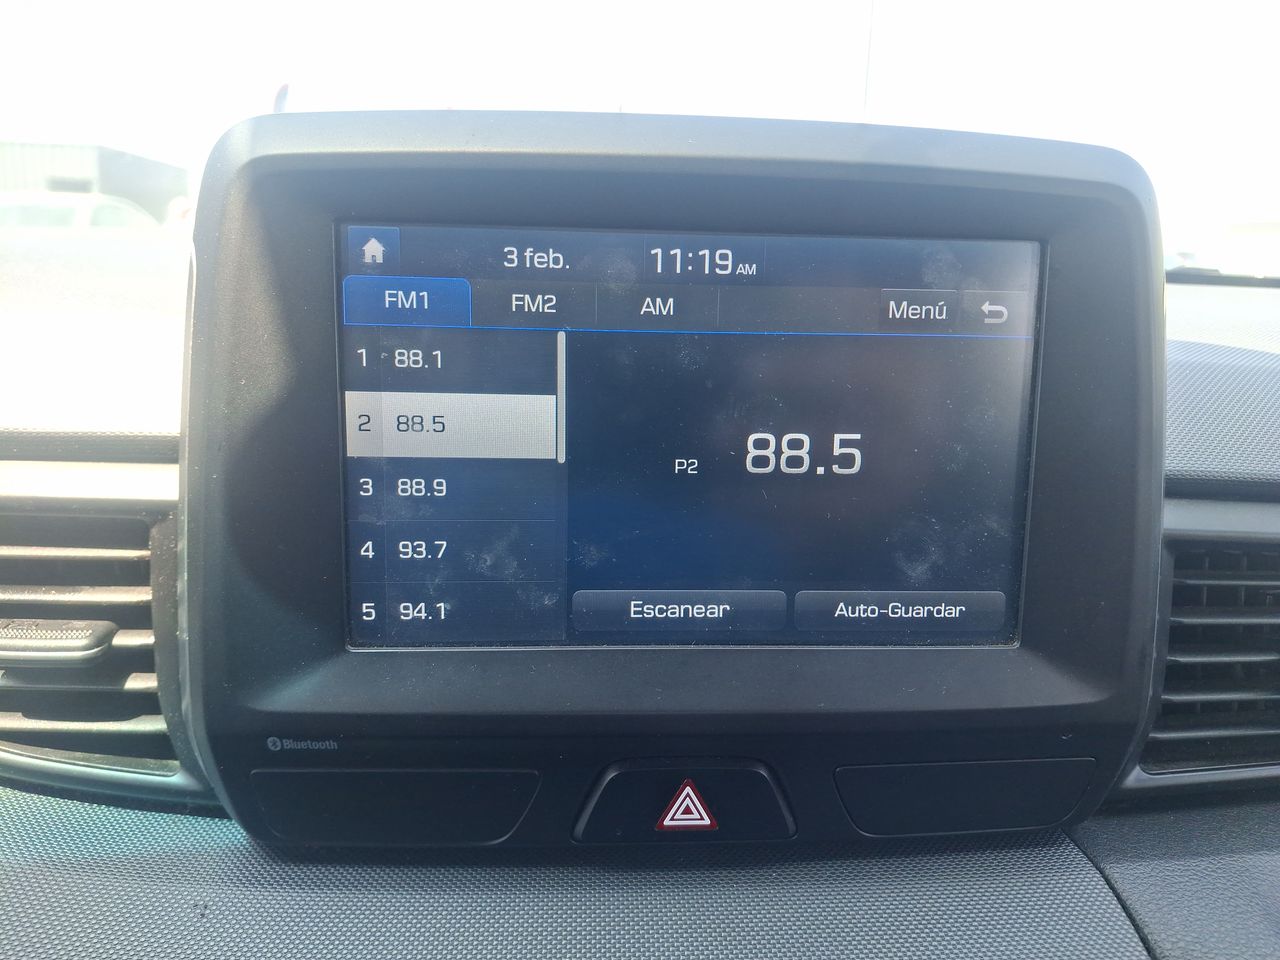 3 feb. 11:19 AM
FM1 FM2 AM Menú
1 88.1
2 88.5
3 88.9
4 93.7
5 94.1
P2 88.5
Escanear Auto-Guardar
Bluetooth